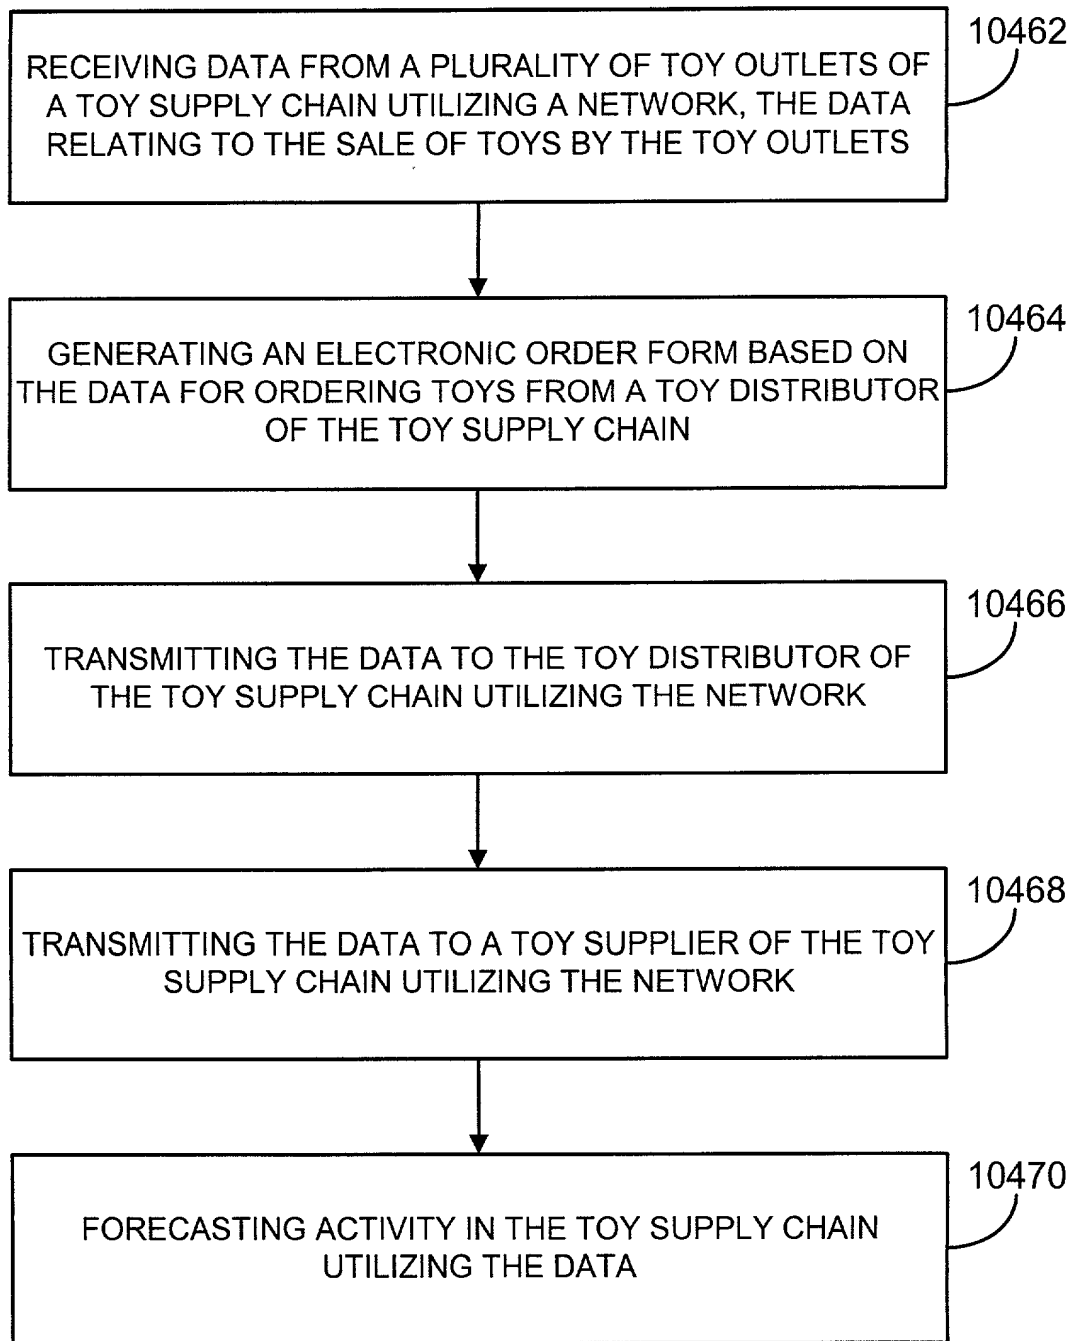 10462
RECEIVING DATA FROM A PLURALITY OF TOY OUTLETS OF
A TOY SUPPLY CHAIN UTILIZING A NETWORK, THE DATA
RELATING TO THE SALE OF TOYS BY THE TOY OUTLETS
10464
GENERATING AN ELECTRONIC ORDER FORM BASED ON
THE DATA FOR ORDERING TOYS FROM A TOY DISTRIBUTOR
OF THE TOY SUPPLY CHAIN
10466
TRANSMITTING THE DATA TO THE TOY DISTRIBUTOR OF
THE TOY SUPPLY CHAIN UTILIZING THE NETWORK
10468
TRANSMITTING THE DATA TO A TOY SUPPLIER OF THE TOY
SUPPLY CHAIN UTILIZING THE NETWORK
10470
FORECASTING ACTIVITY IN THE TOY SUPPLY CHAIN
UTILIZING THE DATA